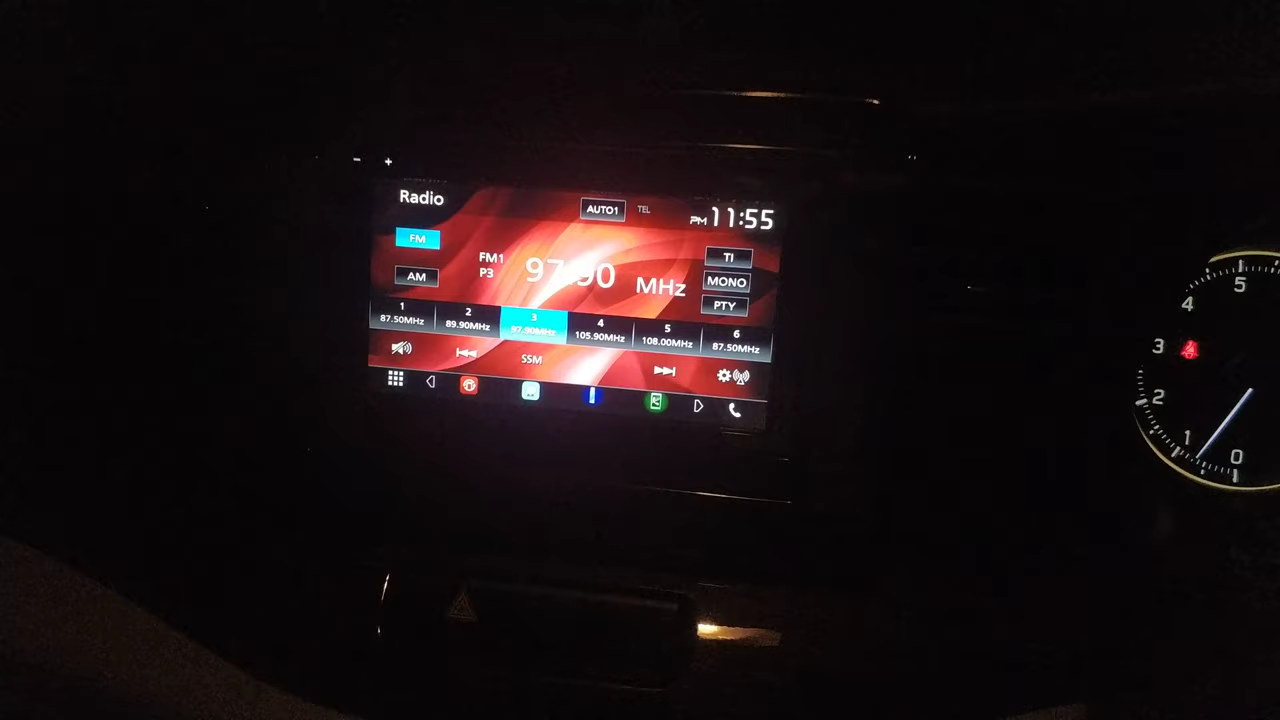 - +
Radio
AUTO1 TEL
PM 11:55
FM
FM1
P3
97.90 MHz
TI
AM
MONO
PTY
1 2 3 4 5 6
87.50MHz 89.90MHz 97.90MHz 105.90MHz 108.00MHz 87.50MHz
SSM
5
4
3
2
1
0